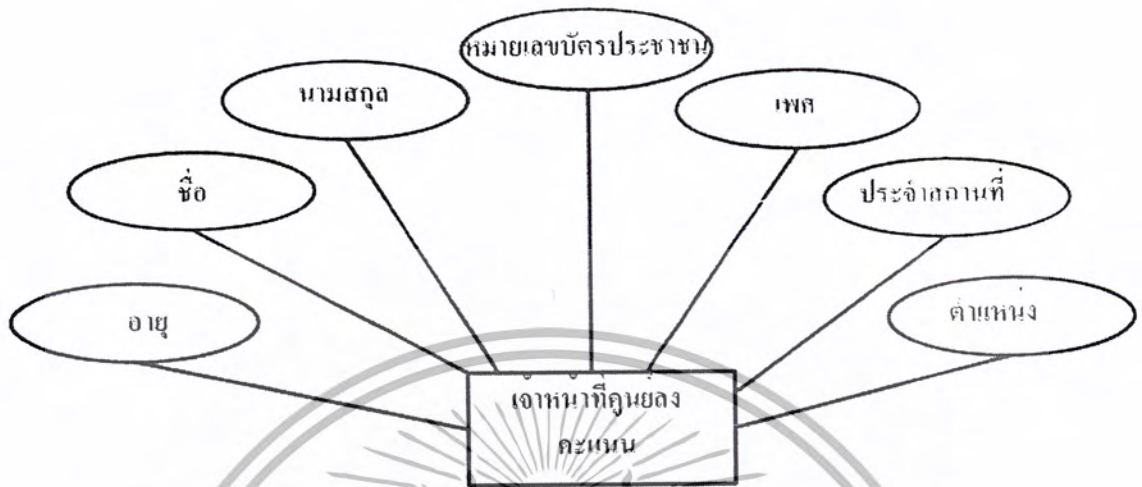 หมายเลขบัตรประชาชน
นามสกุล
เพศ
ชื่อ
ประจำสถานที่
อายุ
ตำแหน่ง
เจ้าหน้าที่ศูนย์ลง
คะแนน